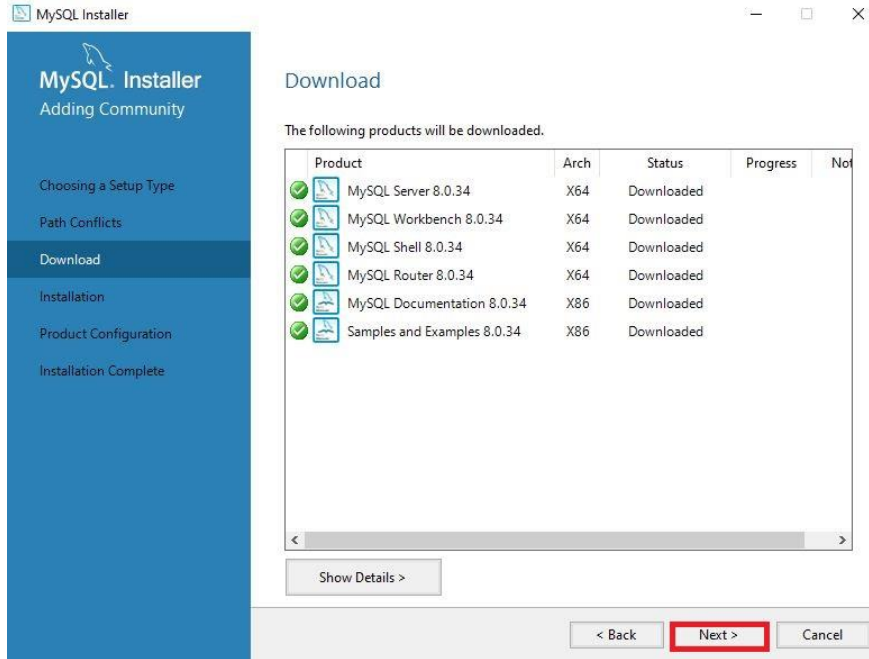 MySQL Installer
MySQL. Installer
Adding Community
Choosing a Setup Type
Path Conflicts
Download
Installation
Product Configuration
Installation Complete
Download
The following products will be downloaded.
Product Arch Status Progress Not
MySQL Server 8.0.34 X64 Downloaded
MySQL Workbench 8.0.34 X64 Downloaded
MySQL Shell 8.0.34 X64 Downloaded
MySQL Router 8.0.34 X64 Downloaded
MySQL Documentation 8.0.34 X86 Downloaded
Samples and Examples 8.0.34 X86 Downloaded
Show Details >
< Back Next > Cancel